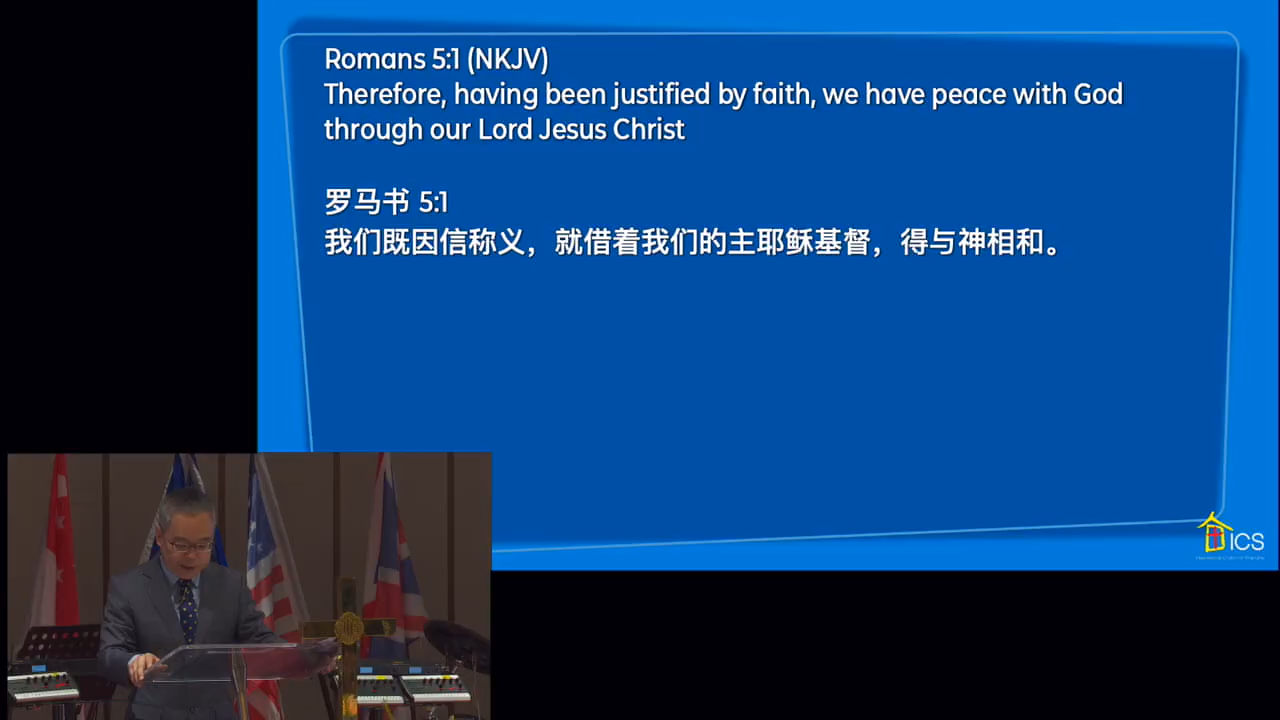 Romans 5:1 (NKJV)
Therefore, having been justified by faith, we have peace with God
through our Lord Jesus Christ
罗马书 5:1
我们既因信称义，就借着我们的主耶稣基督，得与神相和。
ICS